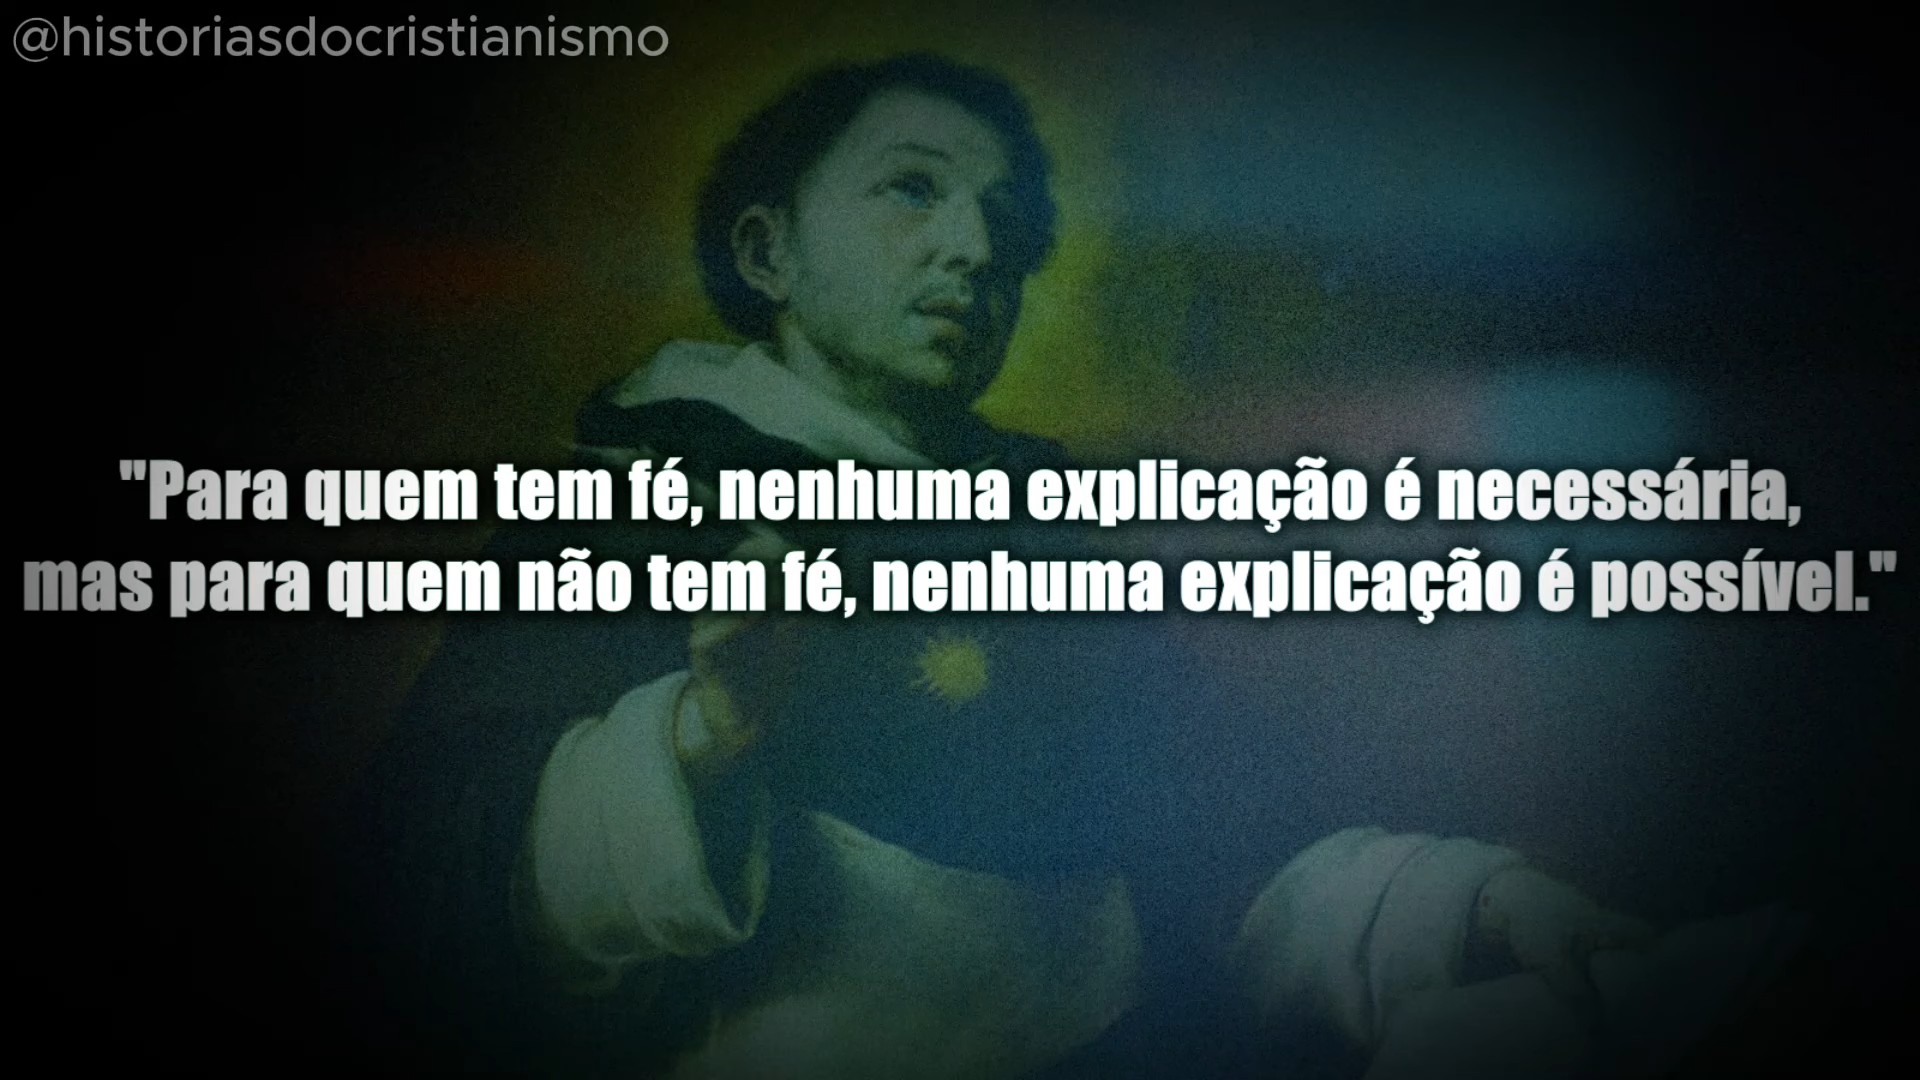 @historiasdocristianismo
"Para quem tem fé, nenhuma explicação é necessária,
mas para quem não tem fé, nenhuma explicação é possível."